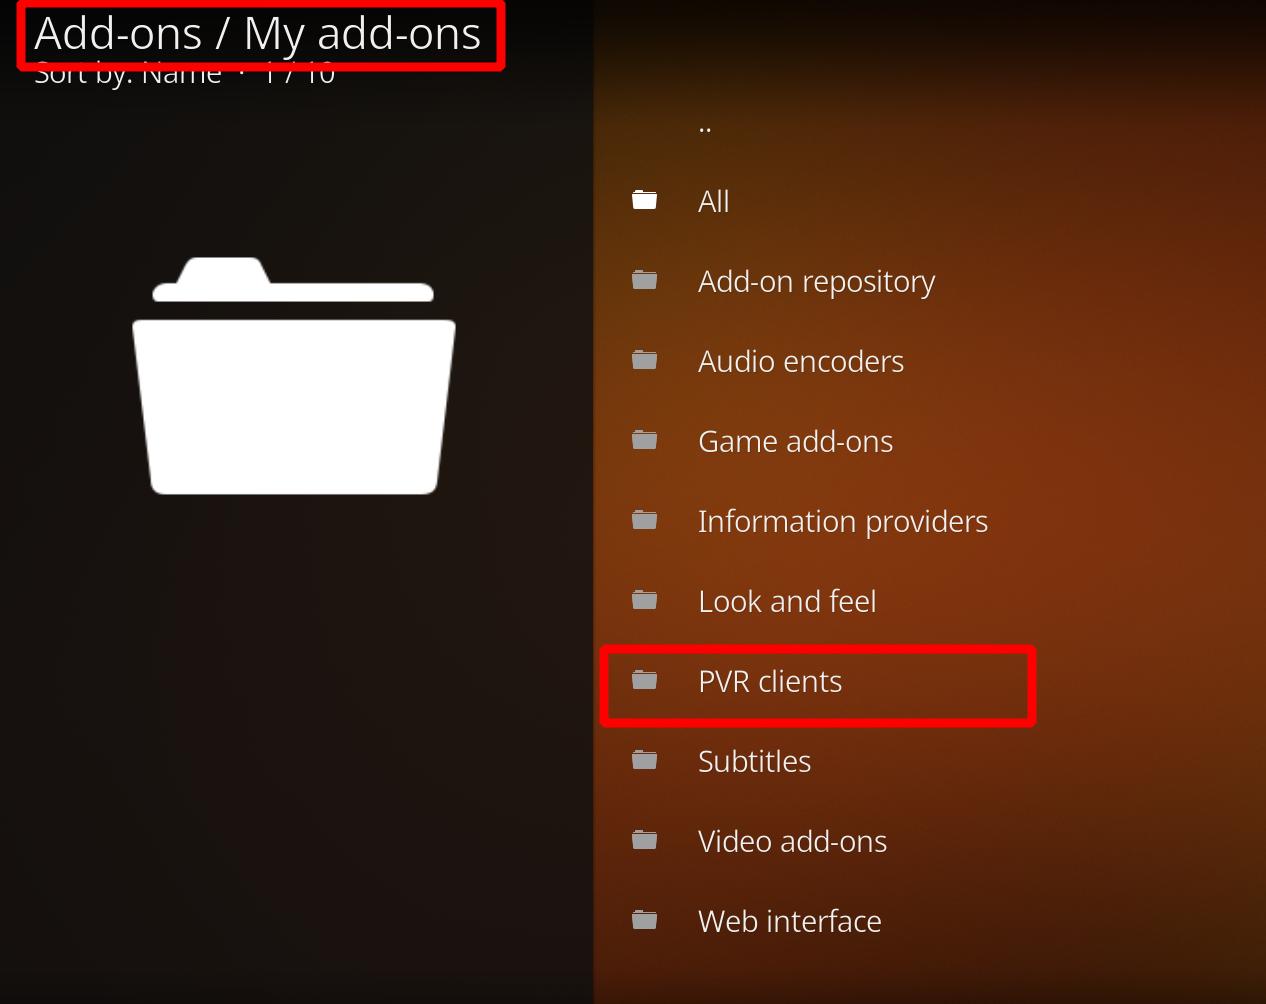 Add-ons / My add-ons
Sort by: Name · 1 / 10
..
All
Add-on repository
Audio encoders
Game add-ons
Information providers
Look and feel
PVR clients
Subtitles
Video add-ons
Web interface